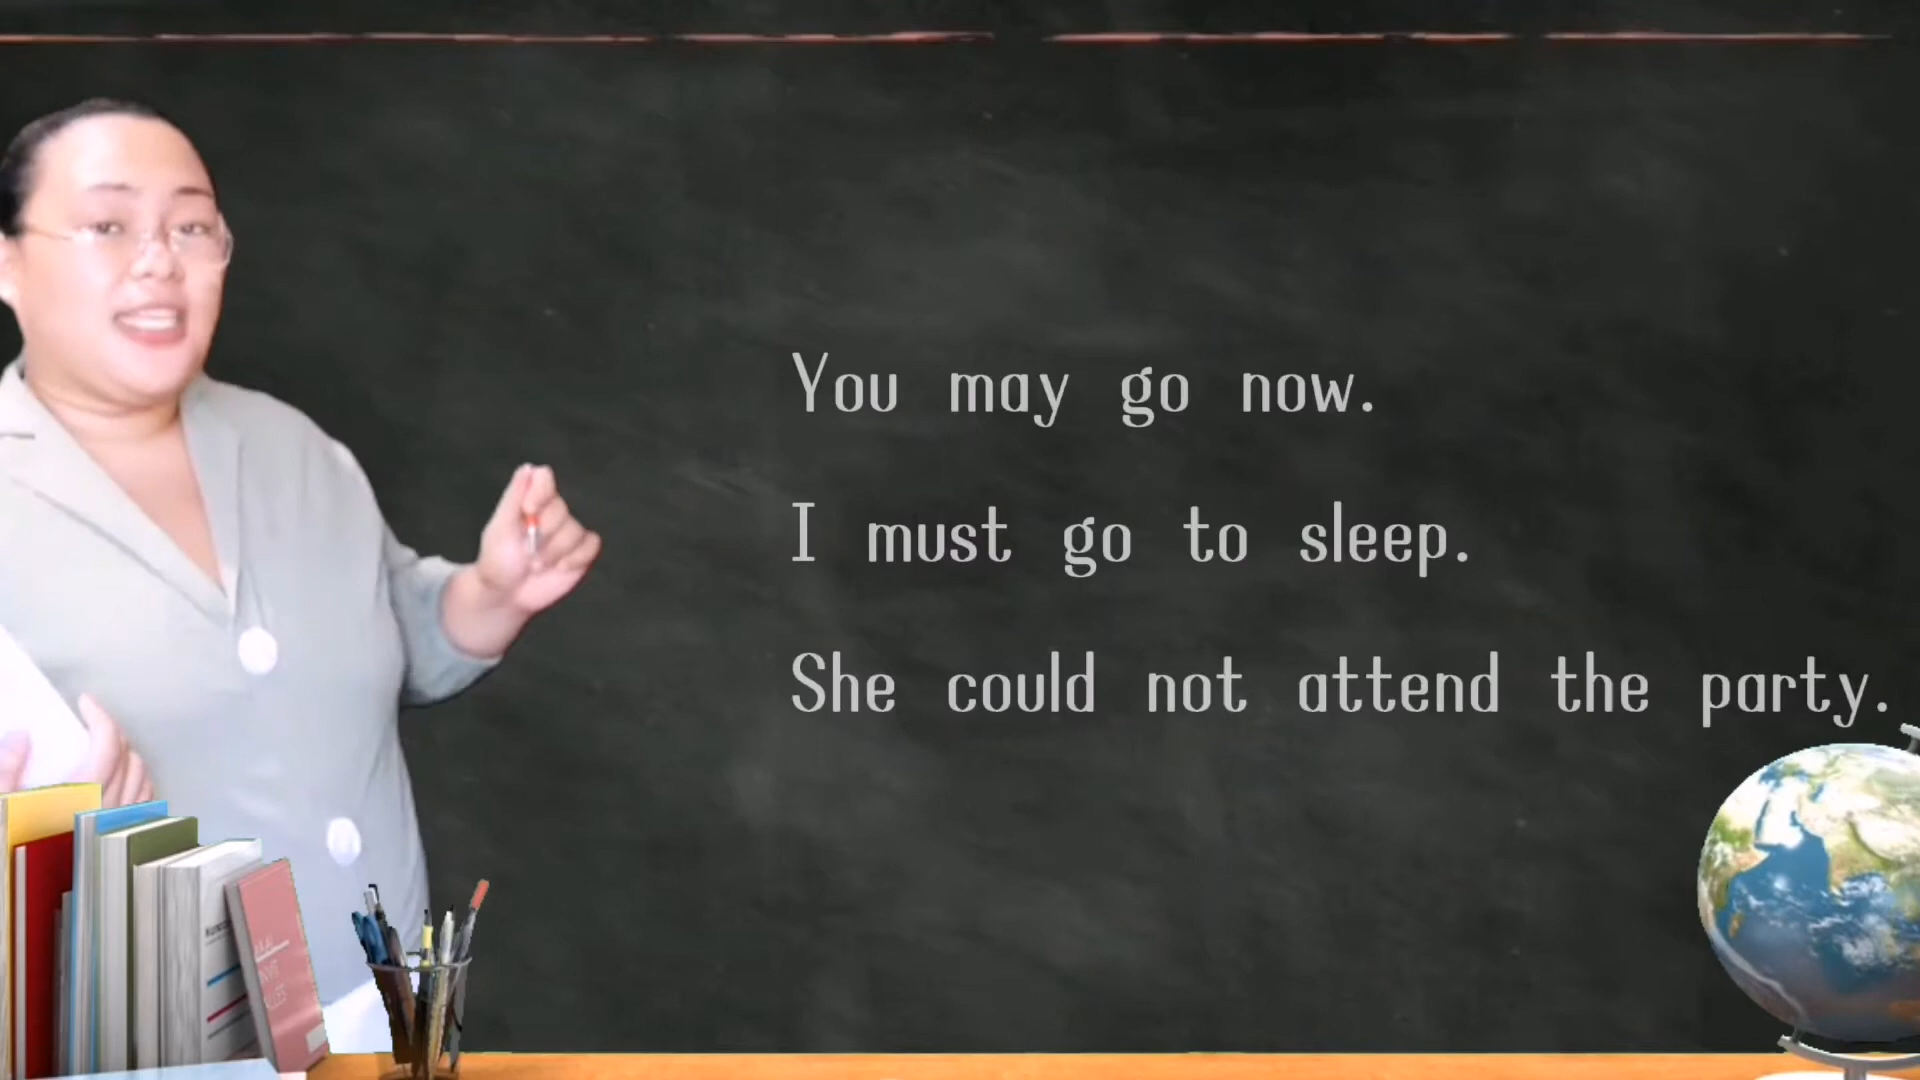 You may go now.
I must go to sleep.
She could not attend the party.